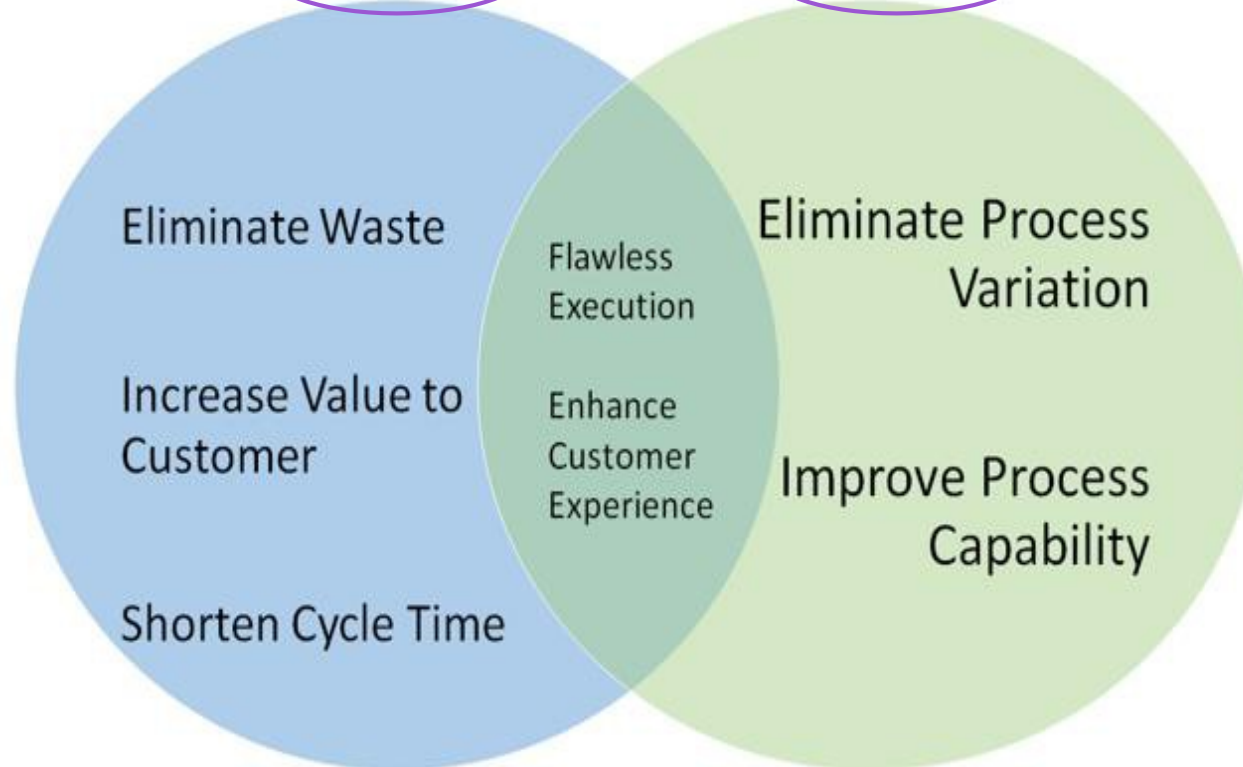 Eliminate Waste
Increase Value to
Customer
Shorten Cycle Time
Flawless
Execution
Enhance
Customer
Experience
Eliminate Process
Variation
Improve Process
Capability